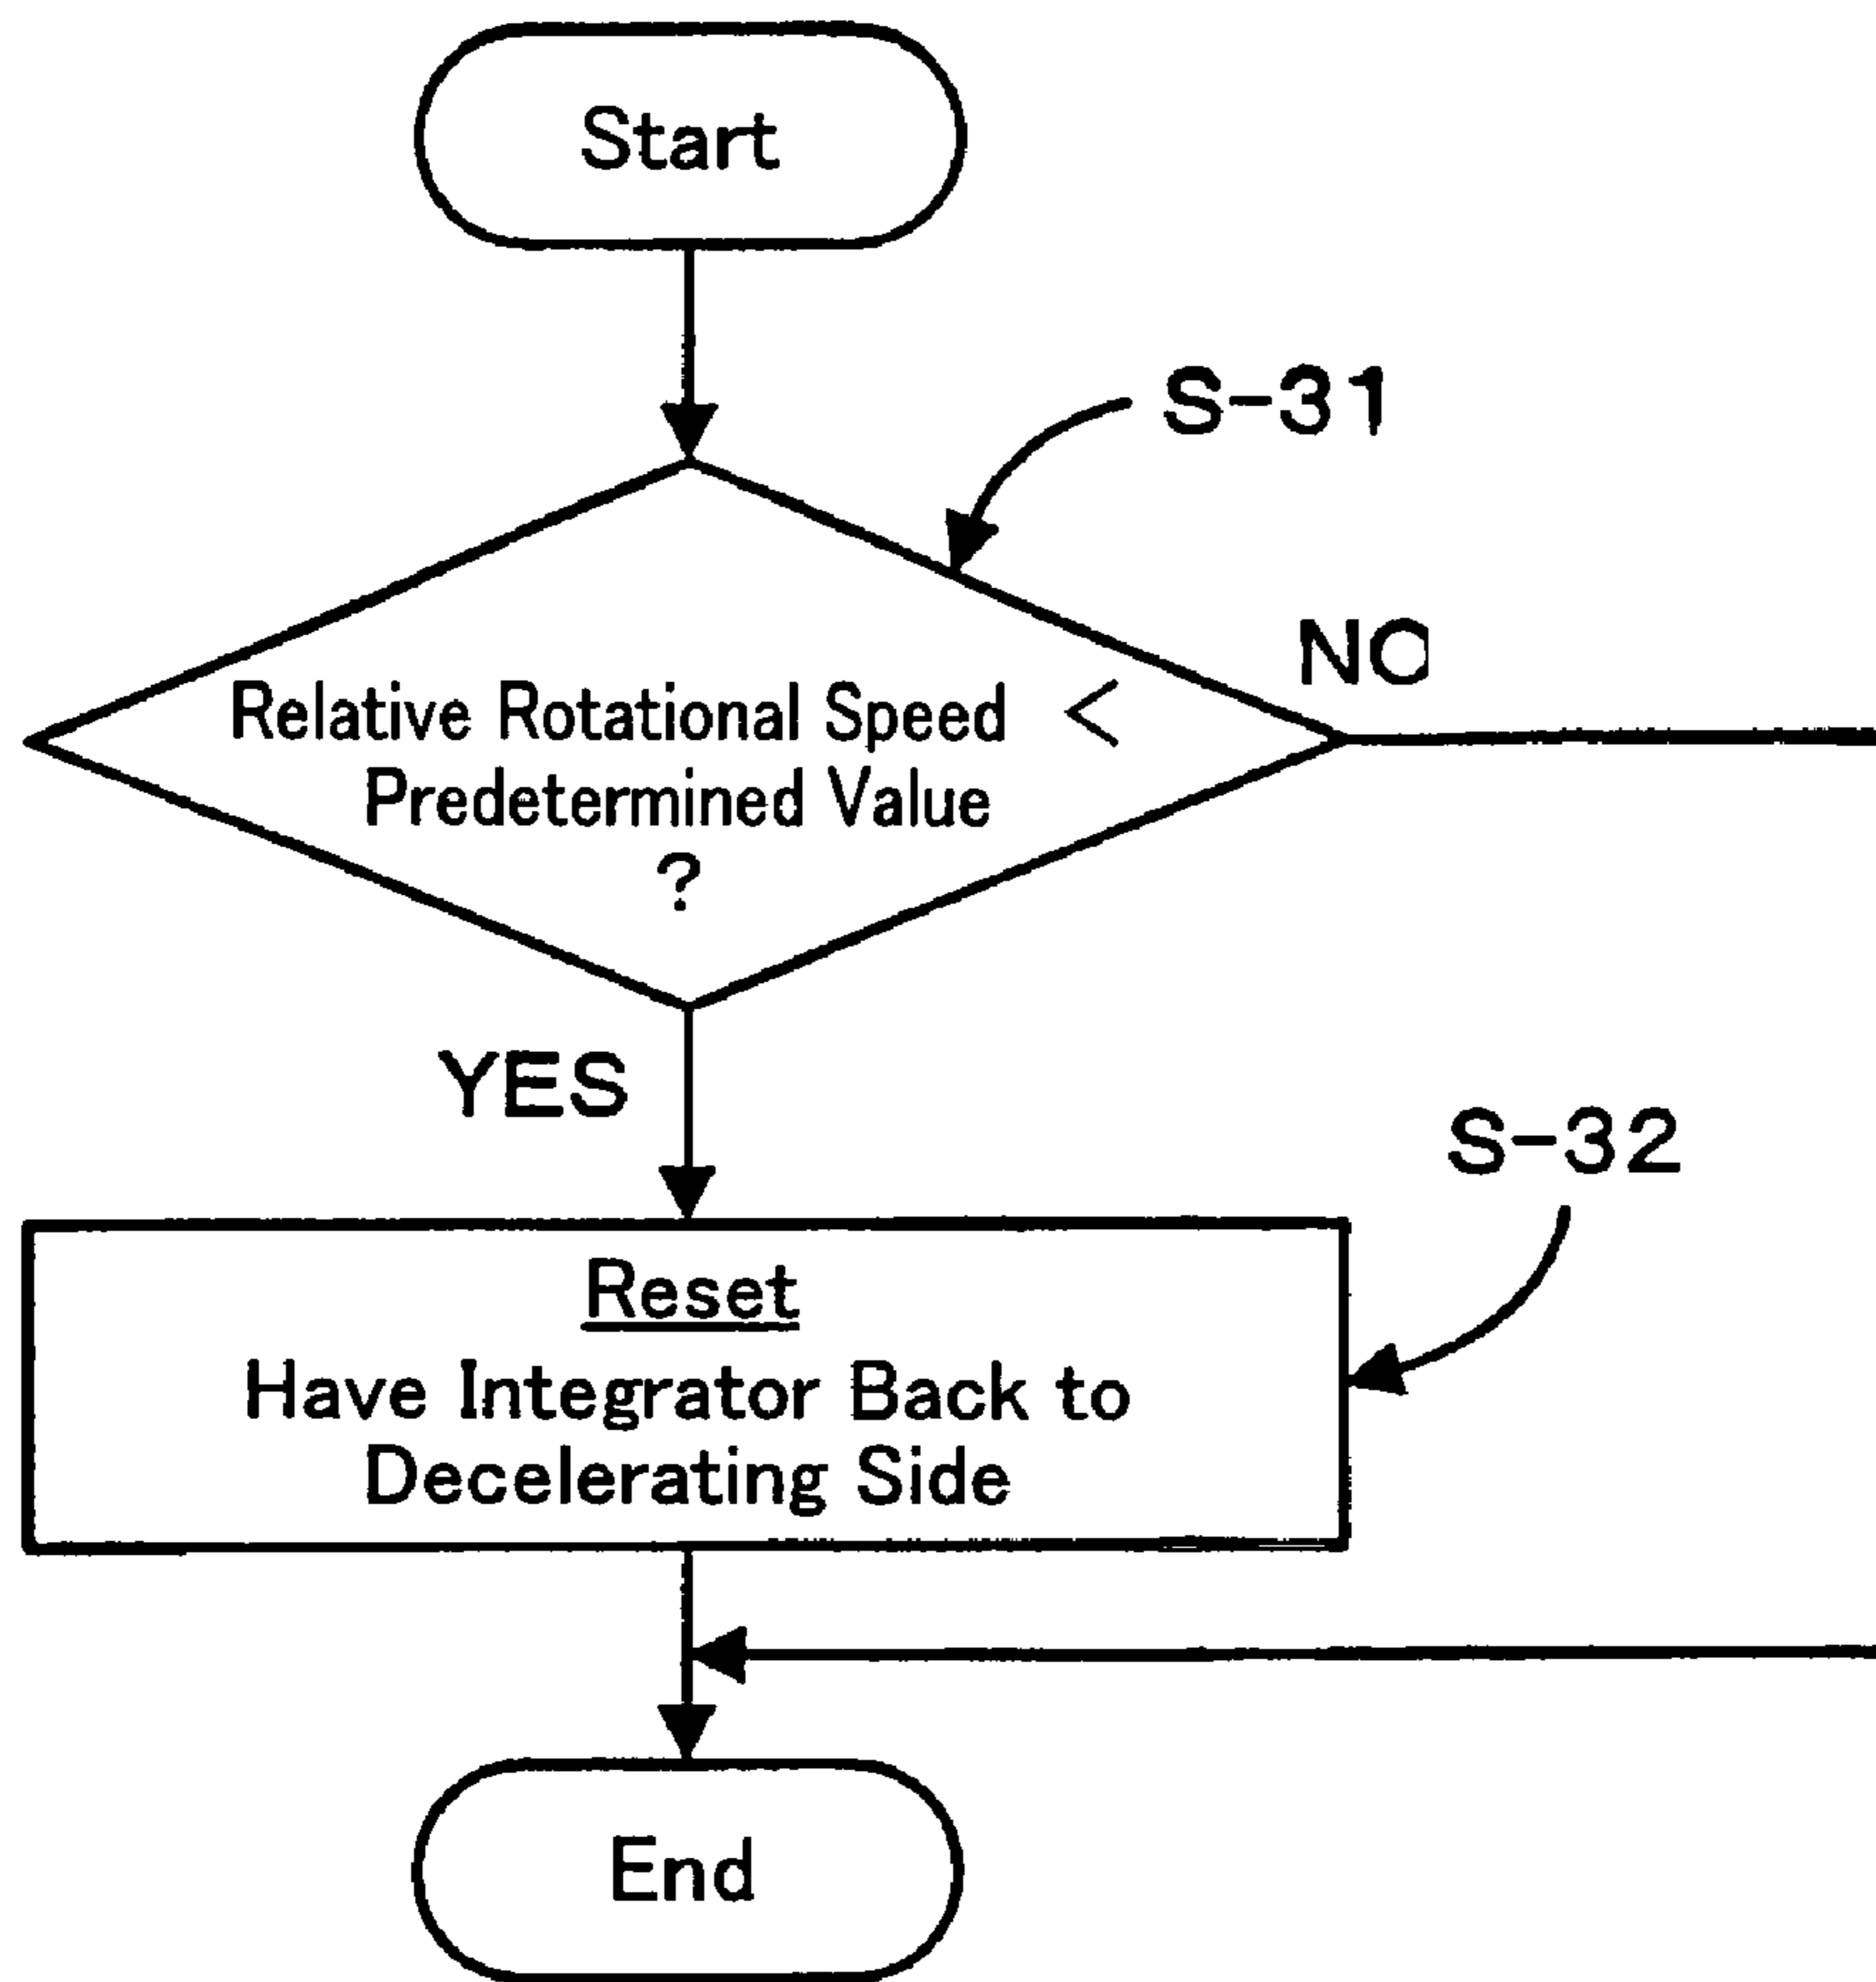 Start
S-31
NO
Relative Rotational Speed <
Predetermined Value
?
YES
S-32
Reset
Have Integrator Back to
Decelerating Side
End